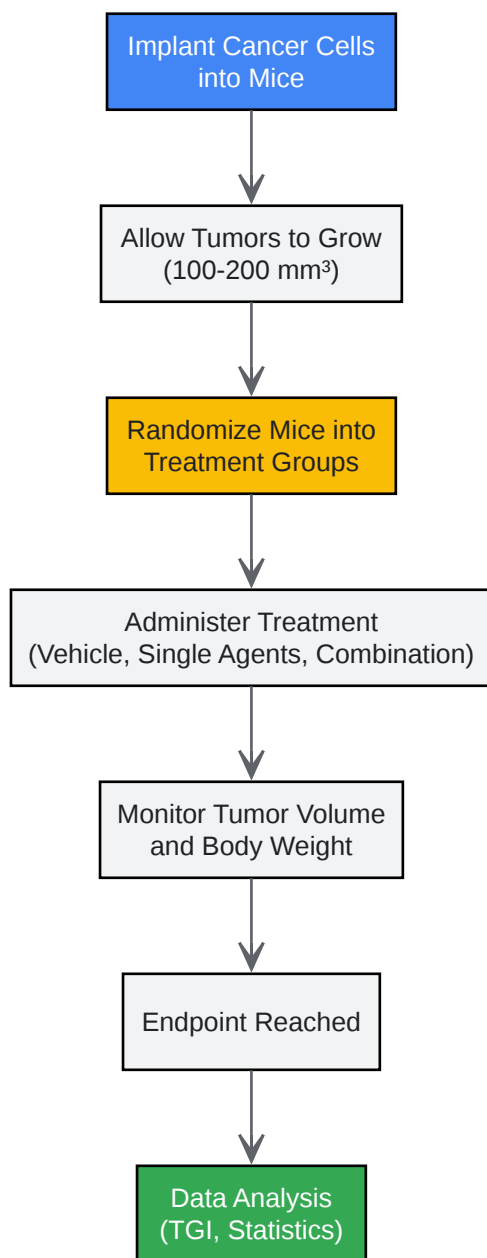 Implant Cancer Cells
into Mice
Allow Tumors to Grow
(100-200 mm³)
Randomize Mice into
Treatment Groups
Administer Treatment
(Vehicle, Single Agents, Combination)
Monitor Tumor Volume
and Body Weight
Endpoint Reached
Data Analysis
(TGI, Statistics)